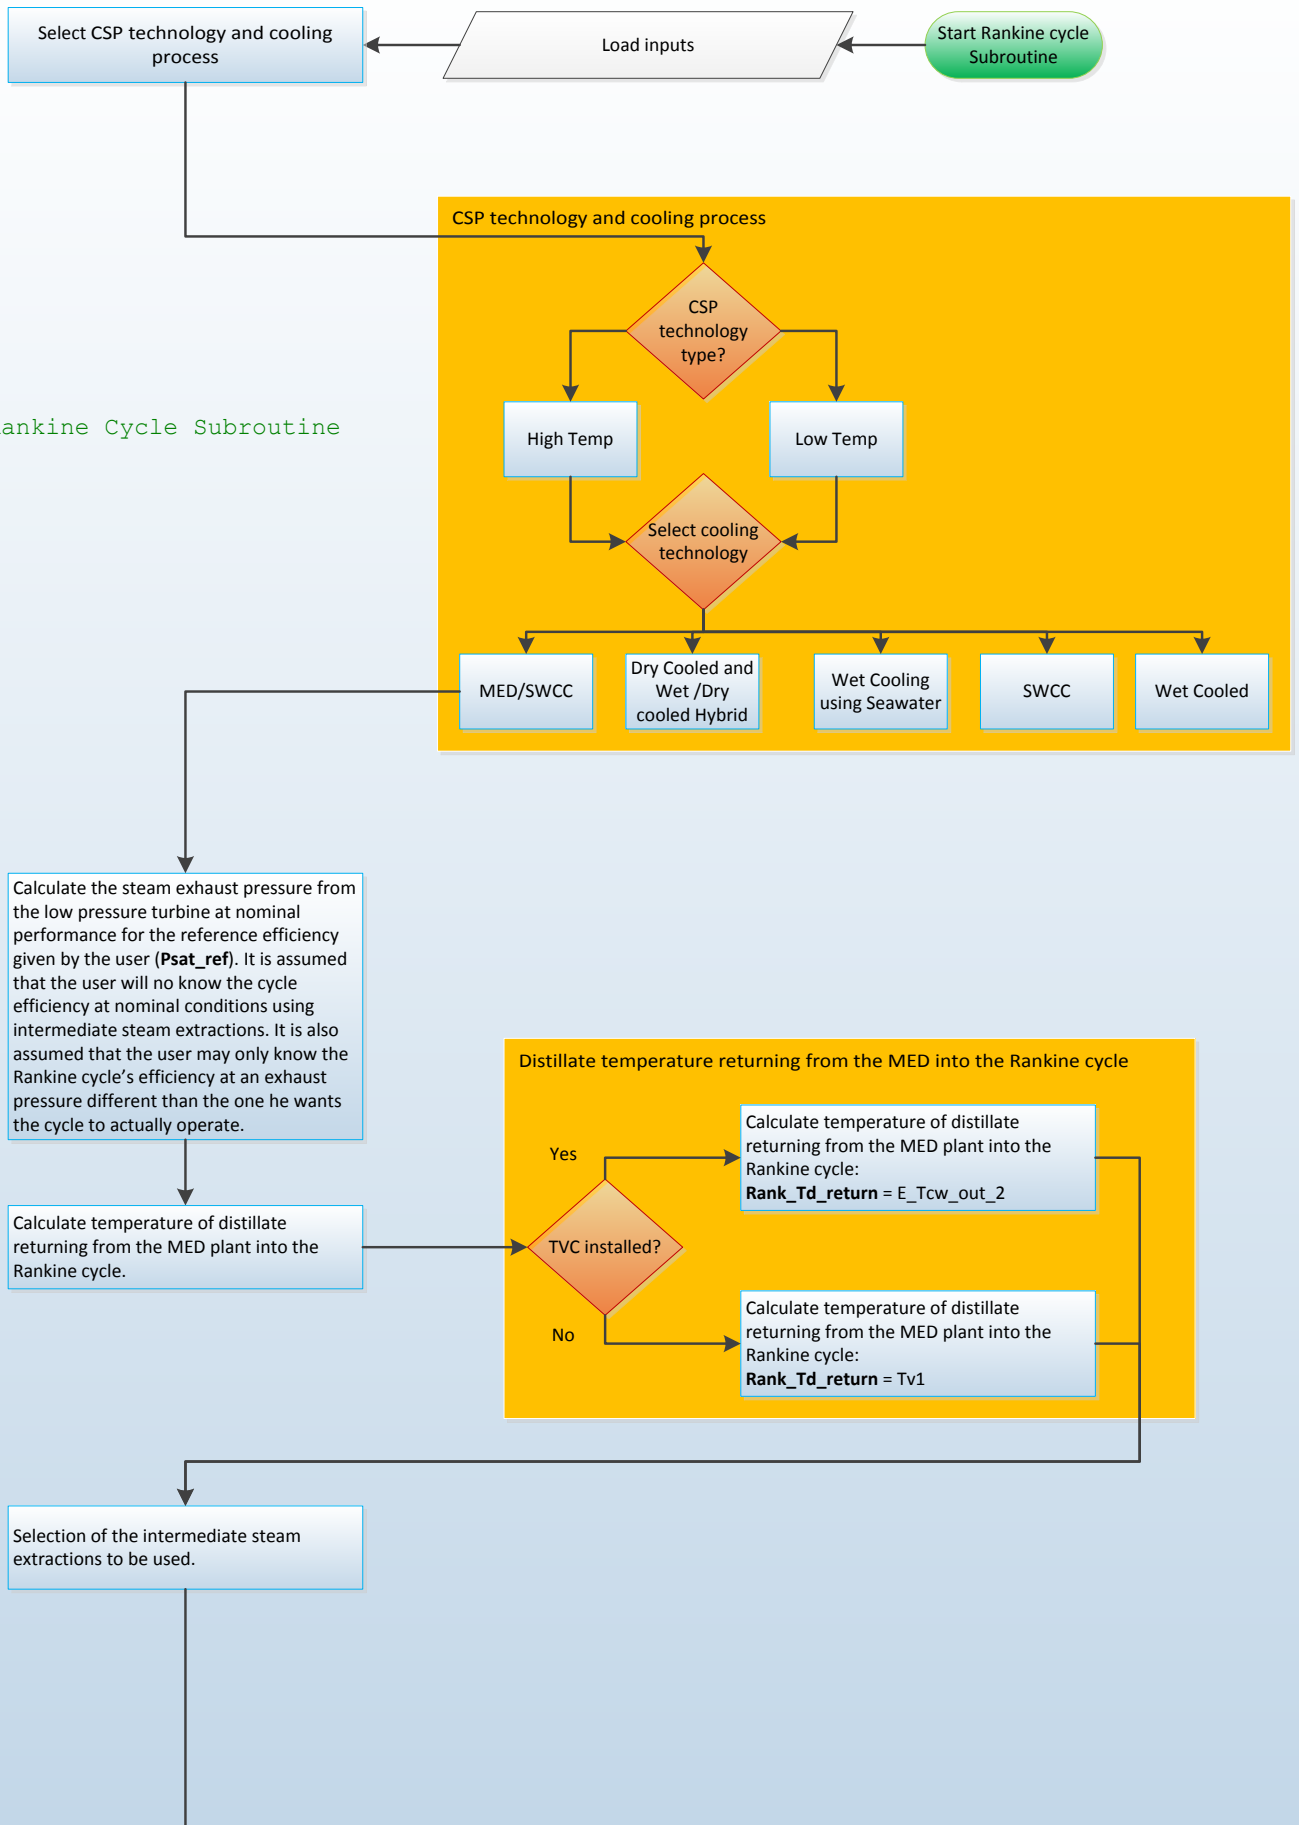 Select CSP technology and cooling
process
Load inputs
Start Rankine cycle
Subroutine
CSP technology and cooling process
CSP
technology
type?
ankine Cycle Subroutine
High Temp
Low Temp
Select cooling
technology
MED/SWCC
Dry Cooled and
Wet /Dry
cooled Hybrid
Wet Cooling
using Seawater
SWCC
Wet Cooled
Calculate the steam exhaust pressure from
the low pressure turbine at nominal
performance for the reference efficiency
given by the user (Psat_ref). It is assumed
that the user will no know the cycle
efficiency at nominal conditions using
intermediate steam extractions. It is also
assumed that the user may only know the
Rankine cycle’s efficiency at an exhaust
pressure different than the one he wants
the cycle to actually operate.
Distillate temperature returning from the MED into the Rankine cycle
Yes
Calculate temperature of distillate
returning from the MED plant into the
Rankine cycle:
Rank_Td_return = E_Tcw_out_2
Calculate temperature of distillate
returning from the MED plant into the
Rankine cycle.
TVC installed?
No
Calculate temperature of distillate
returning from the MED plant into the
Rankine cycle:
Rank_Td_return = Tv1
Selection of the intermediate steam
extractions to be used.